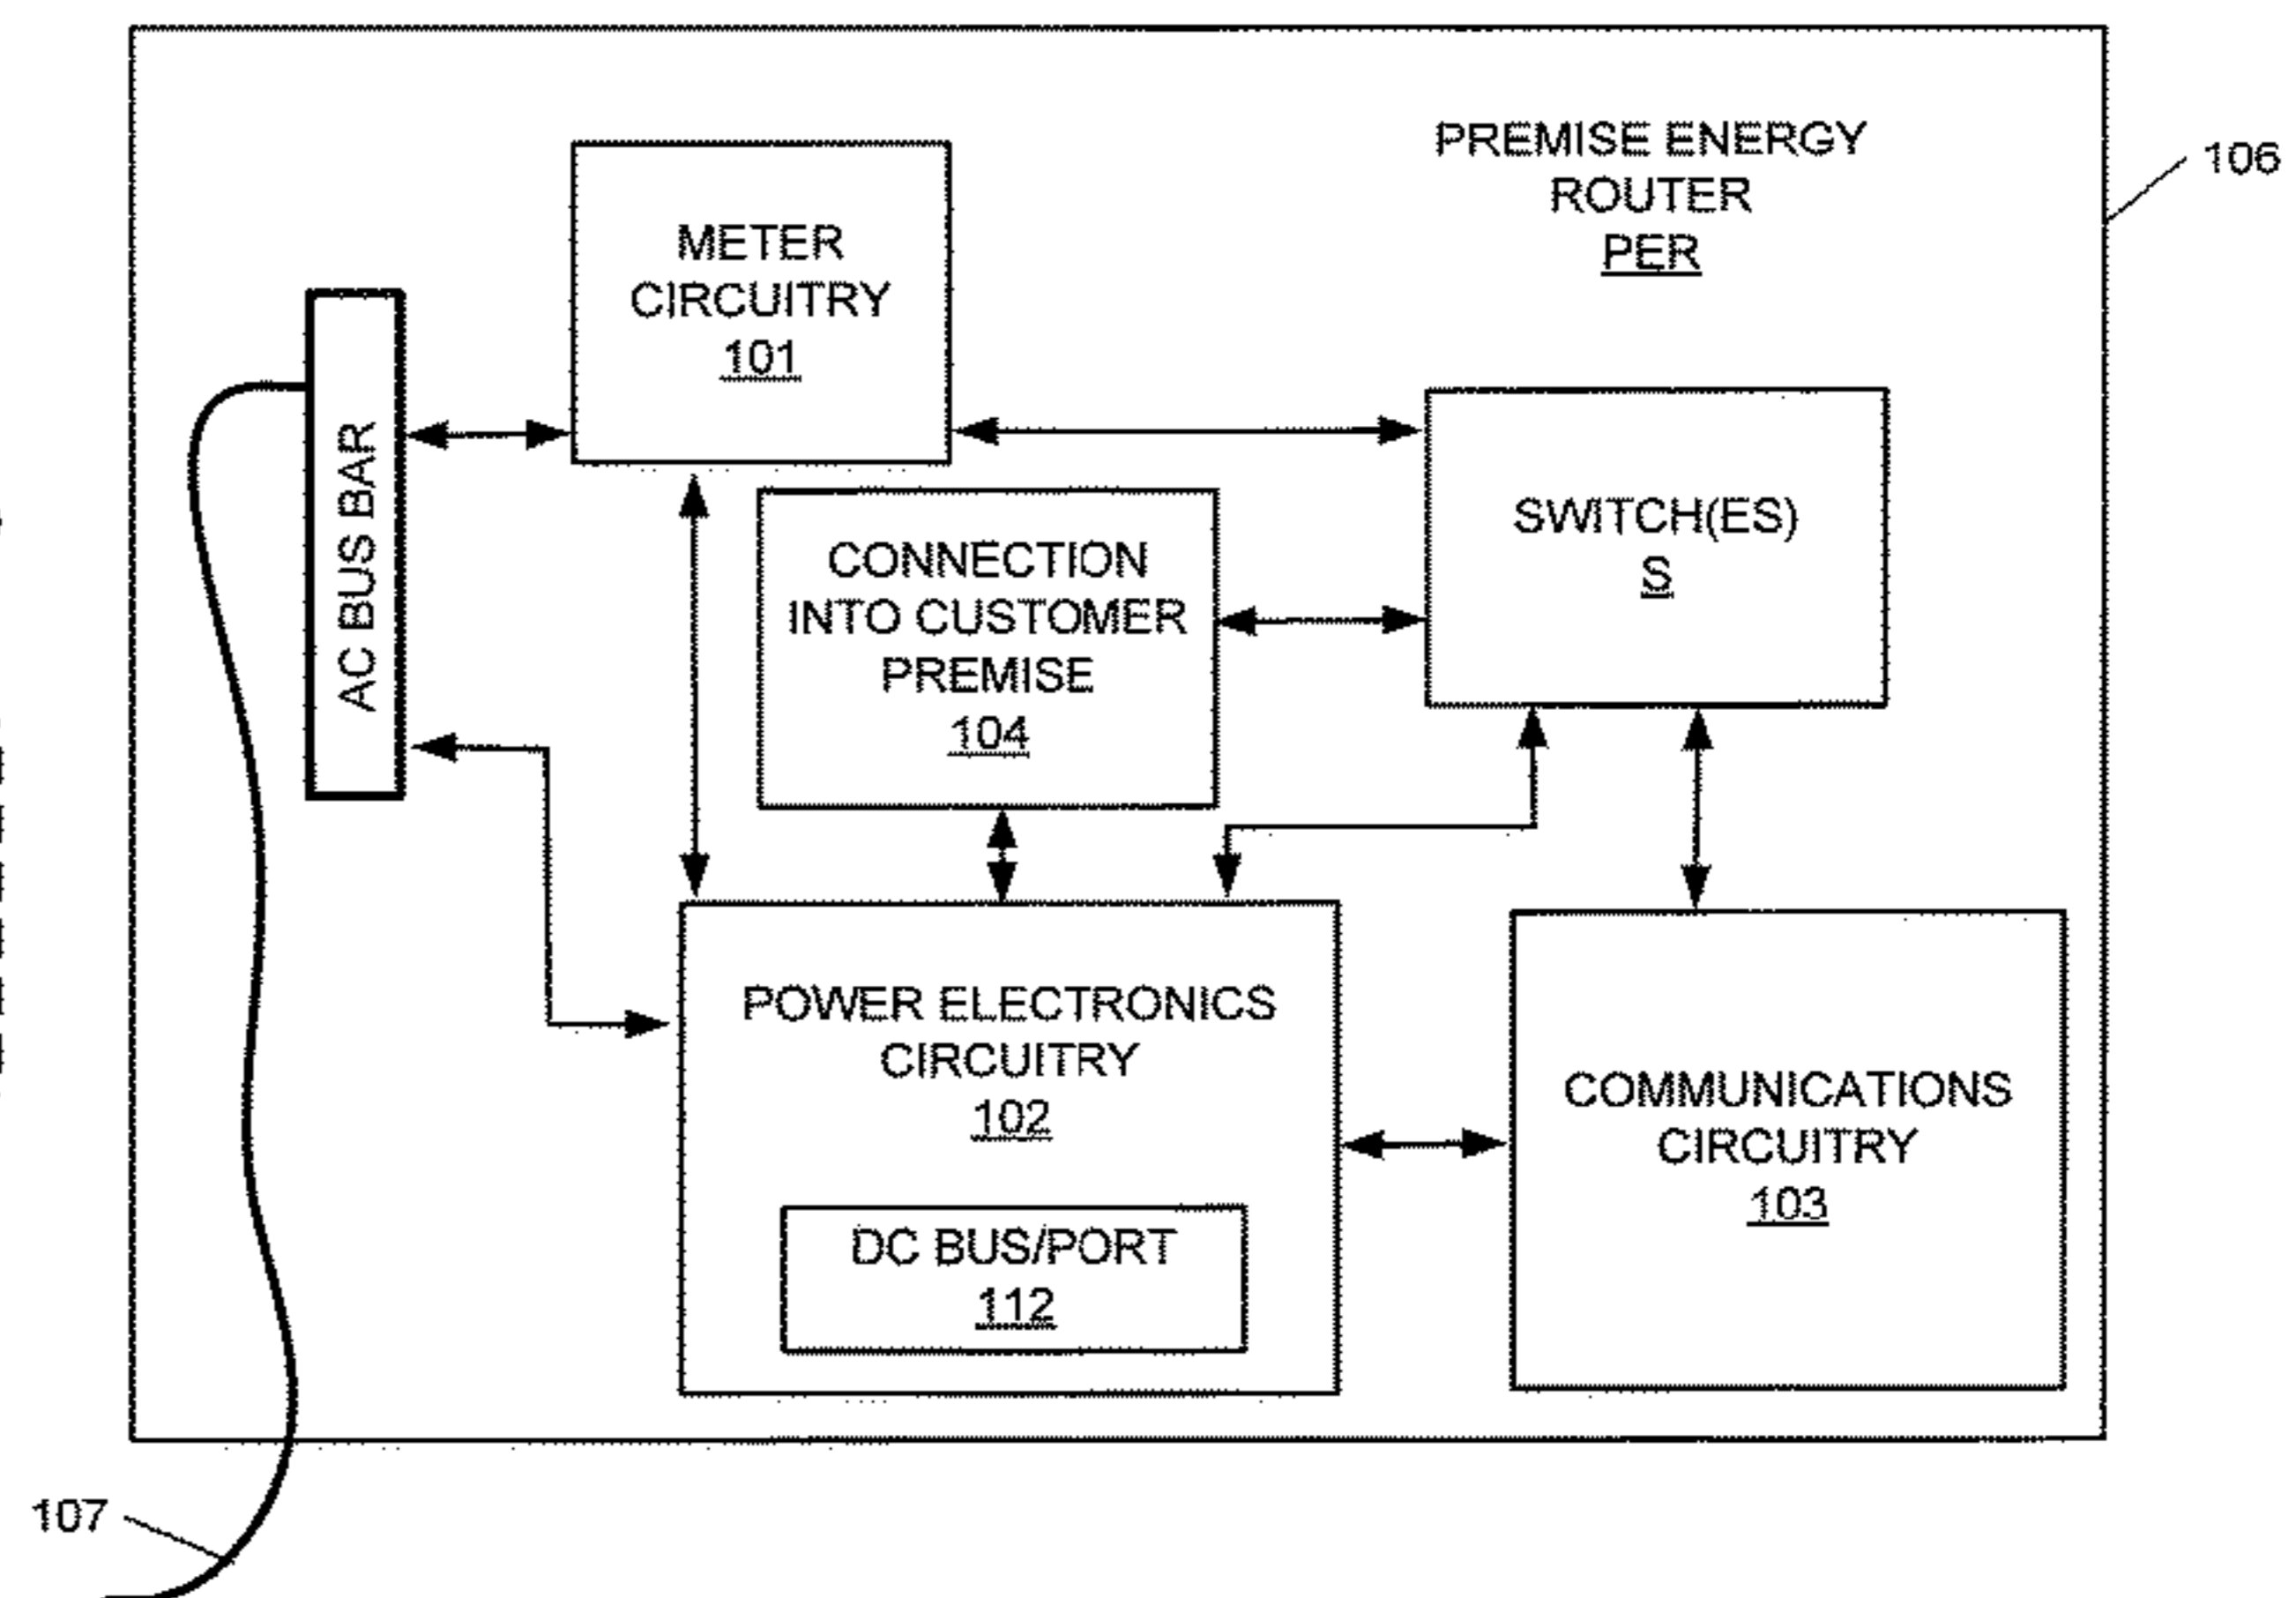 PREMISE ENERGY
ROUTER
PER
106
METER
CIRCUITRY
101
AC BUS BAR
SWITCH(ES)
S
CONNECTION
INTO CUSTOMER
PREMISE
104
POWER ELECTRONICS
CIRCUITRY
102
DC BUS/PORT
112
COMMUNICATIONS
CIRCUITRY
103
107